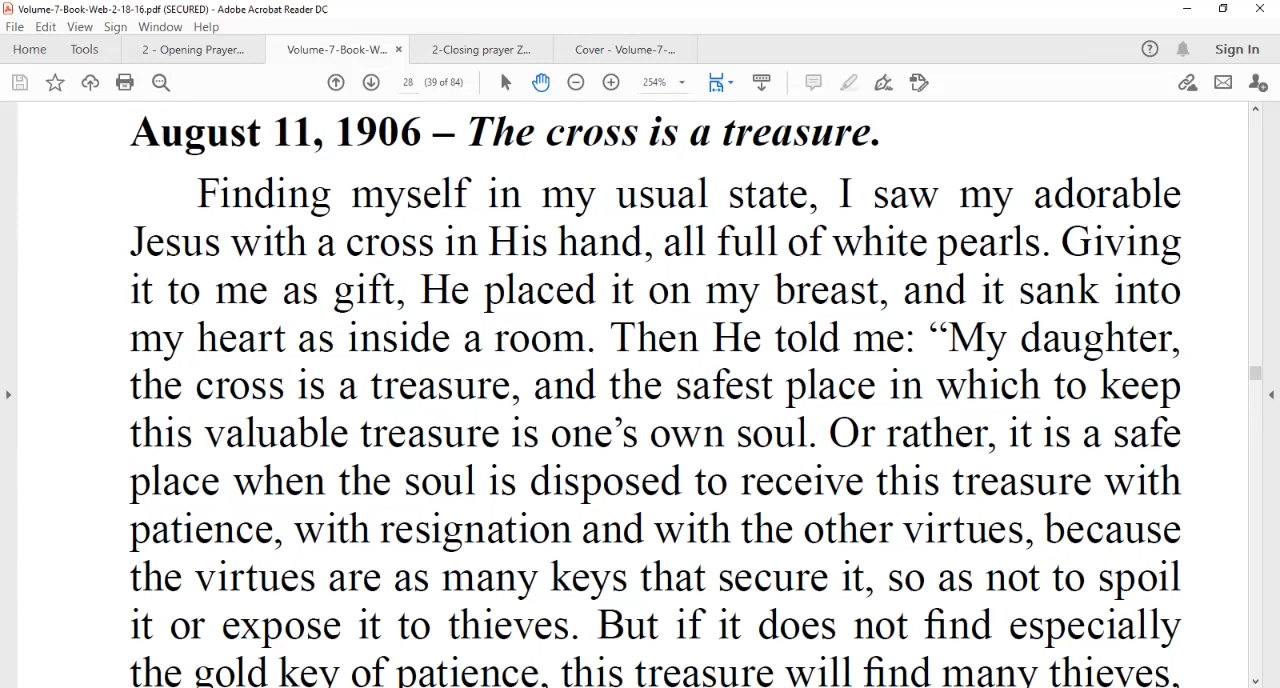 Volume-7-Book-Web-2-18-16.pdf (SECURED) - Adobe Acrobat Reader DC
File Edit View Sign Window Help
Home Tools 2 - Opening Prayer... Volume-7-Book-W... × 2-Closing prayer Z... Cover - Volume-7-... Sign In
28 (39 of 84) 254%
August 11, 1906 – The cross is a treasure.
Finding myself in my usual state, I saw my adorable
Jesus with a cross in His hand, all full of white pearls. Giving
it to me as gift, He placed it on my breast, and it sank into
my heart as inside a room. Then He told me: “My daughter,
the cross is a treasure, and the safest place in which to keep
this valuable treasure is one’s own soul. Or rather, it is a safe
place when the soul is disposed to receive this treasure with
patience, with resignation and with the other virtues, because
the virtues are as many keys that secure it, so as not to spoil
it or expose it to thieves. But if it does not find especially
the gold key of patience, this treasure will find many thieves,